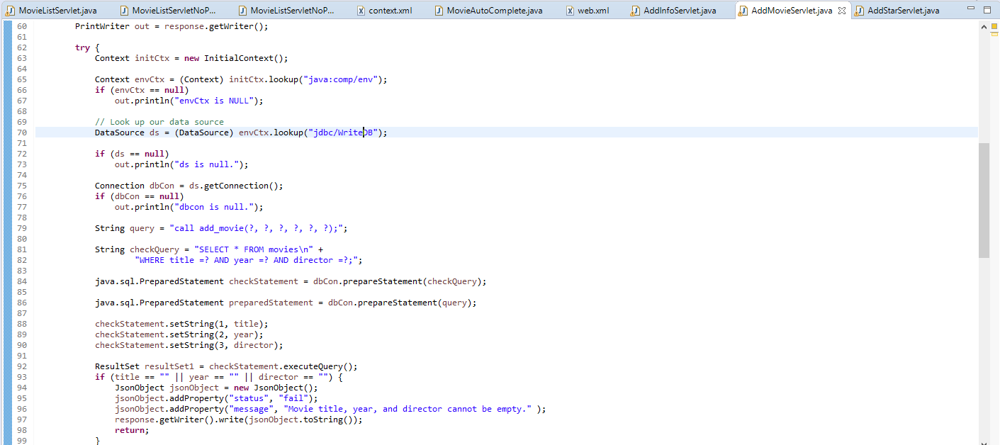 MovieListServlet.java MovieListServletNoP... MovieListServletNoP... context.xml MovieAutoComplete.java web.xml AddInfoServlet.java AddMovieServlet.java AddStarServlet.java
60 PrintWriter out = response.getWriter();
61
62 try {
63 Context initCtx = new InitialContext();
64
65 Context envCtx = (Context) initCtx.lookup("java:comp/env");
66 if (envCtx == null)
67 out.println("envCtx is NULL");
68
69 // Look up our data source
70 DataSource ds = (DataSource) envCtx.lookup("jdbc/WriteDB");
71
72 if (ds == null)
73 out.println("ds is null.");
74
75 Connection dbCon = ds.getConnection();
76 if (dbCon == null)
77 out.println("dbcon is null.");
78
79 String query = "call add_movie(?, ?, ?, ?, ?, ?);";
80
81 String checkQuery = "SELECT * FROM movies\n" +
82 "WHERE title =? AND year =? AND director =?;";
83
84 java.sql.PreparedStatement checkStatement = dbCon.prepareStatement(checkQuery);
85
86 java.sql.PreparedStatement preparedStatement = dbCon.prepareStatement(query);
87
88 checkStatement.setString(1, title);
89 checkStatement.setString(2, year);
90 checkStatement.setString(3, director);
91
92 ResultSet resultSet1 = checkStatement.executeQuery();
93 if (title == "" || year == "" || director == "") {
94 JsonObject jsonObject = new JsonObject();
95 jsonObject.addProperty("status", "fail");
96 jsonObject.addProperty("message", "Movie title, year, and director cannot be empty." );
97 response.getWriter().write(jsonObject.toString());
98 return;
99 }